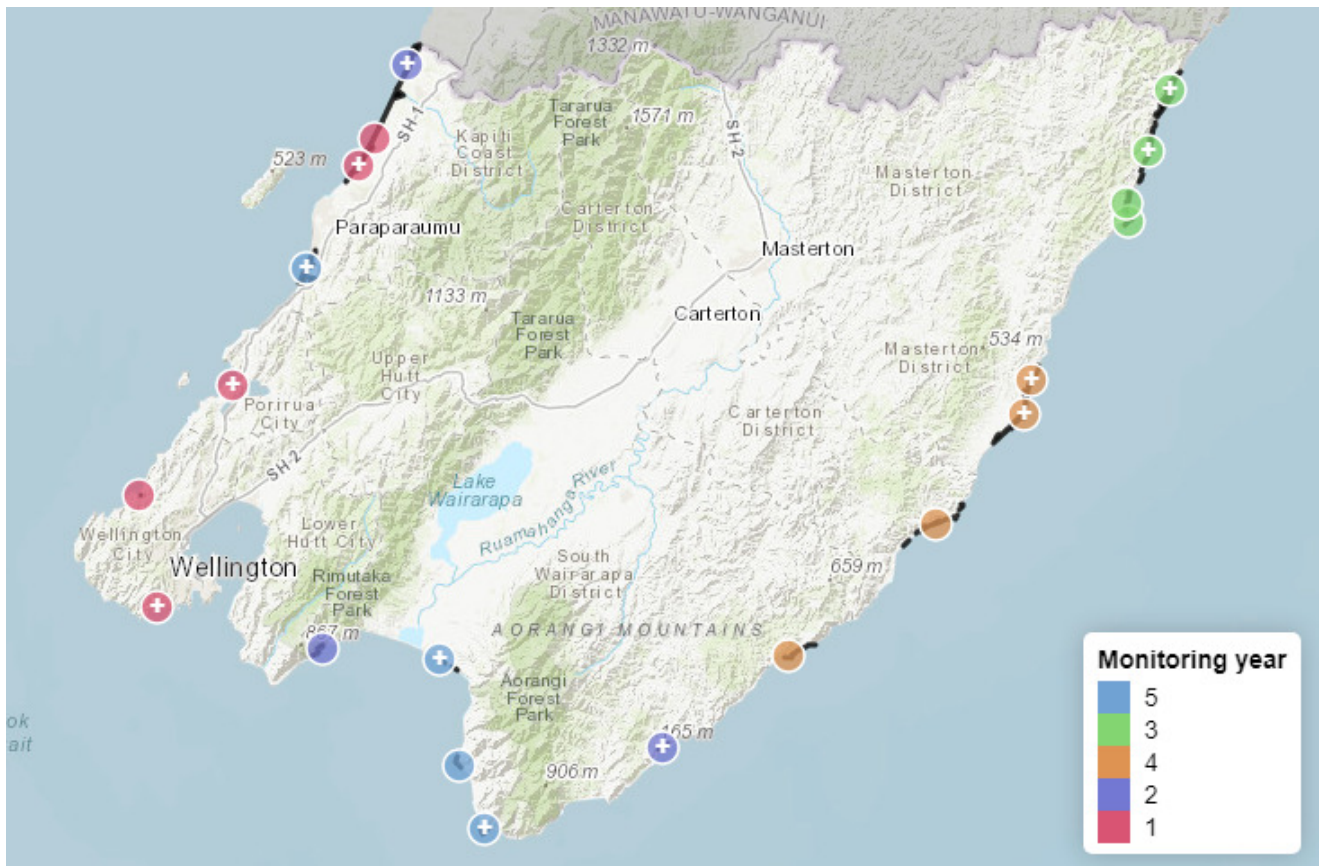 MANAWATU-WANGANUI
1332 m
SH-1
Tararua
Forest
Park
1571 m
SH-2
523 m
Kapiti
Coast
District
Masterton
District
Carterton
District
Paraparaumu
Masterton
1133 m
Carterton
Tararua
Forest
Park
534 m
Upper
Hutt
City
Masterton
District
Porirua
City
Carterton
District
SH 2
Lake
Wairarapa
Ruamahanga River
Wellington
City
Lower
Hutt City
Wellington
South
Wairarapa
District
659 m
Rimutaka
Forest
Park
867 m
AORANGI MOUNTAINS
Aorangi
Forest
Park
ok
ait
165 m
906 m
Monitoring year
5
3
4
2
1